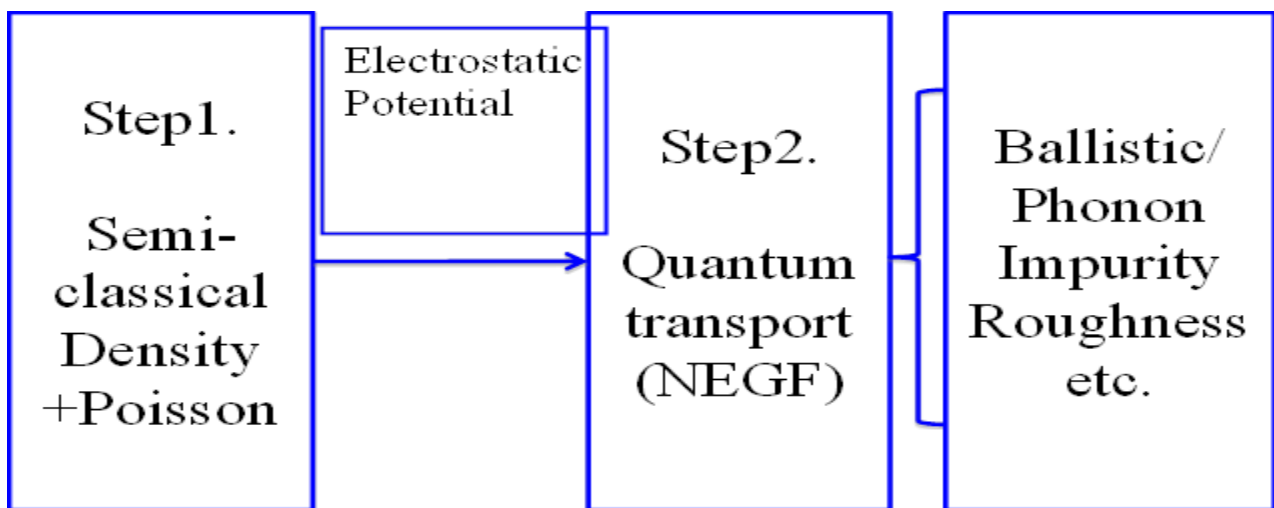 Step1.
Semi-
classical
Density
+Poisson
Electrostatic
Potential
Step2.
Quantum
transport
(NEGF)
Ballistic/
Phonon
Impurity
Roughness
etc.